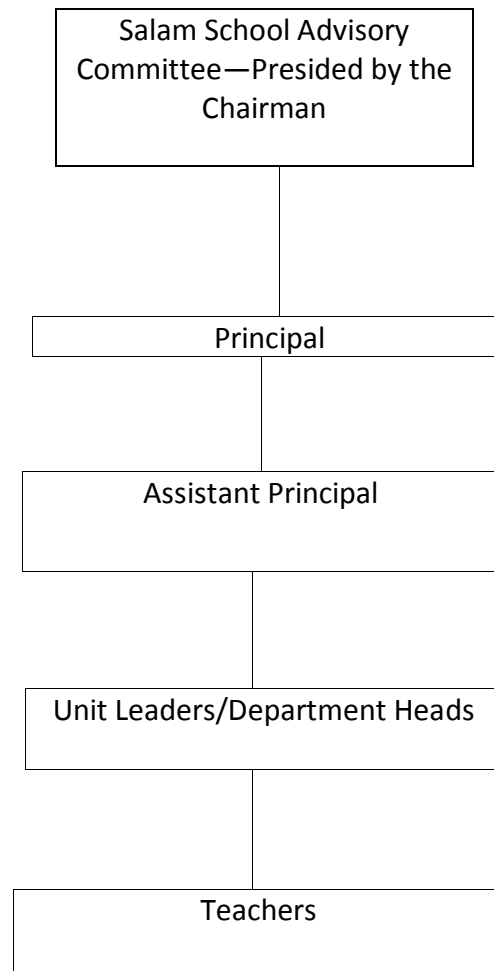 Salam School Advisory
Committee—Presided by the
Chairman
Principal
Assistant Principal
Unit Leaders/Department Heads
Teachers